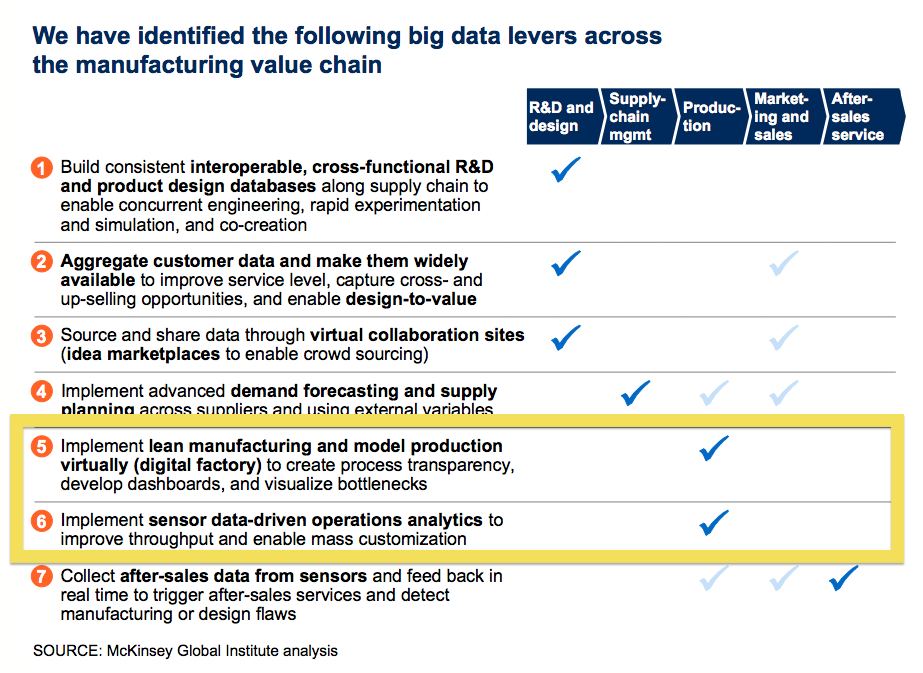 We have identified the following big data levers across
the manufacturing value chain
R&D and
design
Supply-
chain
mgmt
Produc-
tion
Market-
ing and
sales
After-
sales
service
1 Build consistent interoperable, cross-functional R&D
and product design databases along supply chain to
enable concurrent engineering, rapid experimentation
and simulation, and co-creation
2 Aggregate customer data and make them widely
available to improve service level, capture cross- and
up-selling opportunities, and enable design-to-value
3 Source and share data through virtual collaboration sites
(idea marketplaces to enable crowd sourcing)
4 Implement advanced demand forecasting and supply
planning across suppliers and using external variables
5 Implement lean manufacturing and model production
virtually (digital factory) to create process transparency,
develop dashboards, and visualize bottlenecks
6 Implement sensor data-driven operations analytics to
improve throughput and enable mass customization
7 Collect after-sales data from sensors and feed back in
real time to trigger after-sales services and detect
manufacturing or design flaws
SOURCE: McKinsey Global Institute analysis